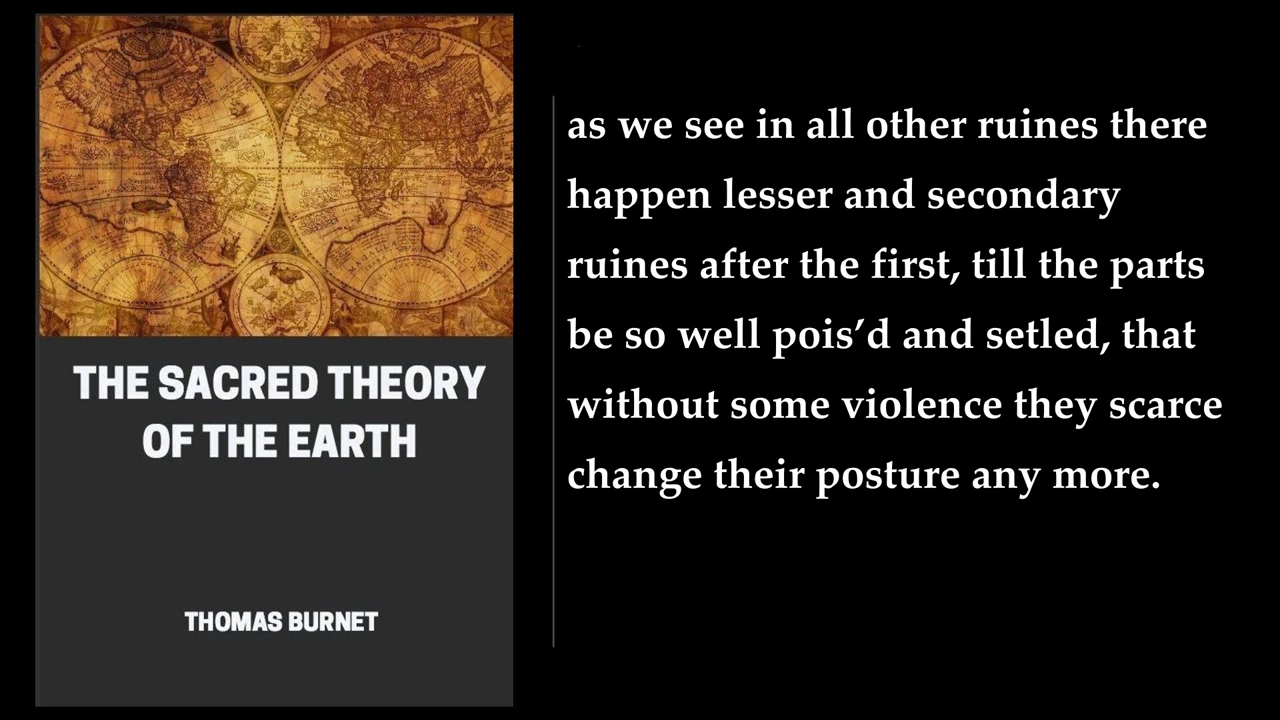 THE SACRED THEORY
OF THE EARTH
THOMAS BURNET
as we see in all other ruines there
happen lesser and secondary
ruines after the first, till the parts
be so well pois’d and setled, that
without some violence they scarce
change their posture any more.